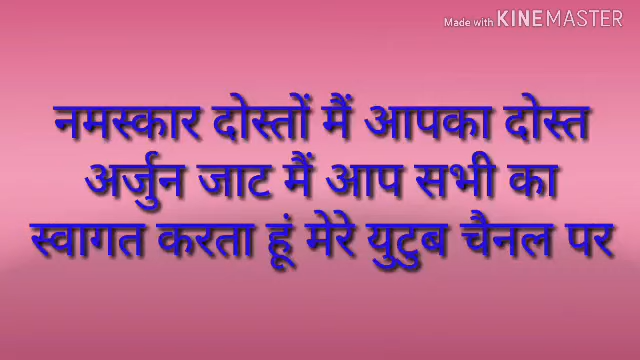 Made with KINEMASTER
नमस्कार दोस्तों मैं आपका दोस्त
अर्जुन जाट मैं आप सभी का
स्वागत करता हूं मेरे युटुब चैनल पर